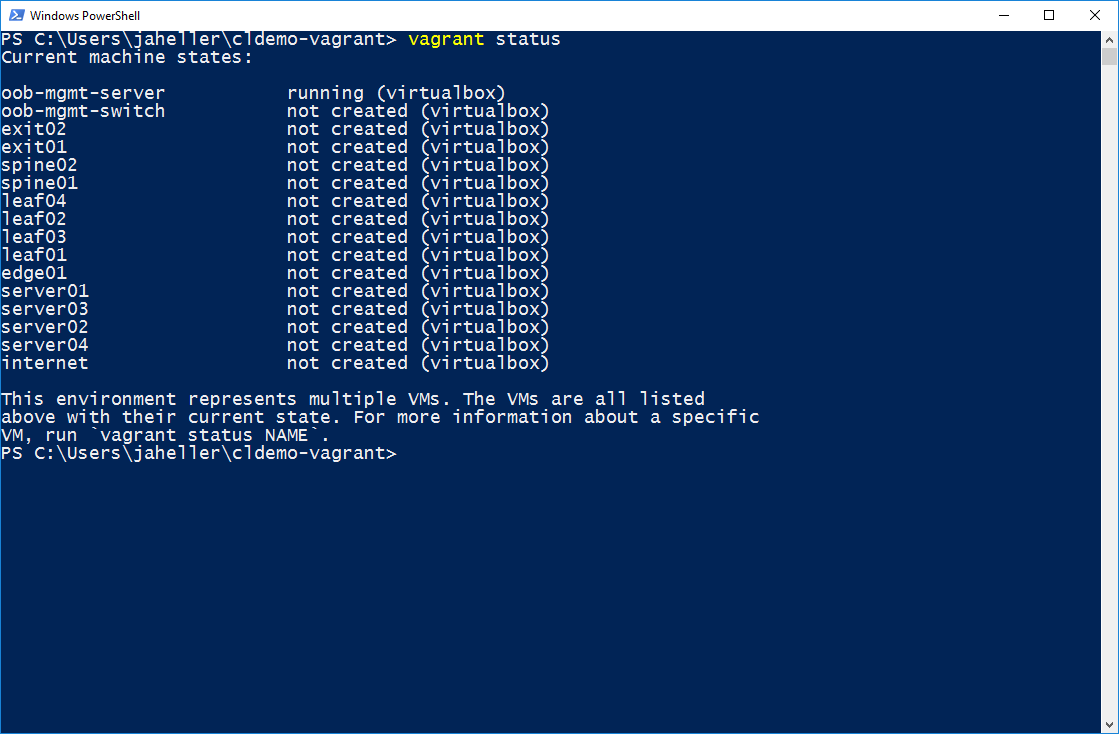 Windows PowerShell
PS C:\Users\jaheller\cldemo-vagrant> vagrant status
Current machine states:
oob-mgmt-server           running (virtualbox)
oob-mgmt-switch           not created (virtualbox)
exit02                    not created (virtualbox)
exit01                    not created (virtualbox)
spine02                   not created (virtualbox)
spine01                   not created (virtualbox)
leaf04                    not created (virtualbox)
leaf02                    not created (virtualbox)
leaf03                    not created (virtualbox)
leaf01                    not created (virtualbox)
edge01                    not created (virtualbox)
server01                  not created (virtualbox)
server03                  not created (virtualbox)
server02                  not created (virtualbox)
server04                  not created (virtualbox)
internet                  not created (virtualbox)
This environment represents multiple VMs. The VMs are all listed
above with their current state. For more information about a specific
VM, run `vagrant status NAME`.
PS C:\Users\jaheller\cldemo-vagrant>